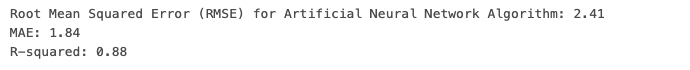 Root Mean Squared Error (RMSE) for Artificial Neural Network Algorithm: 2.41
MAE: 1.84
R-squared: 0.88